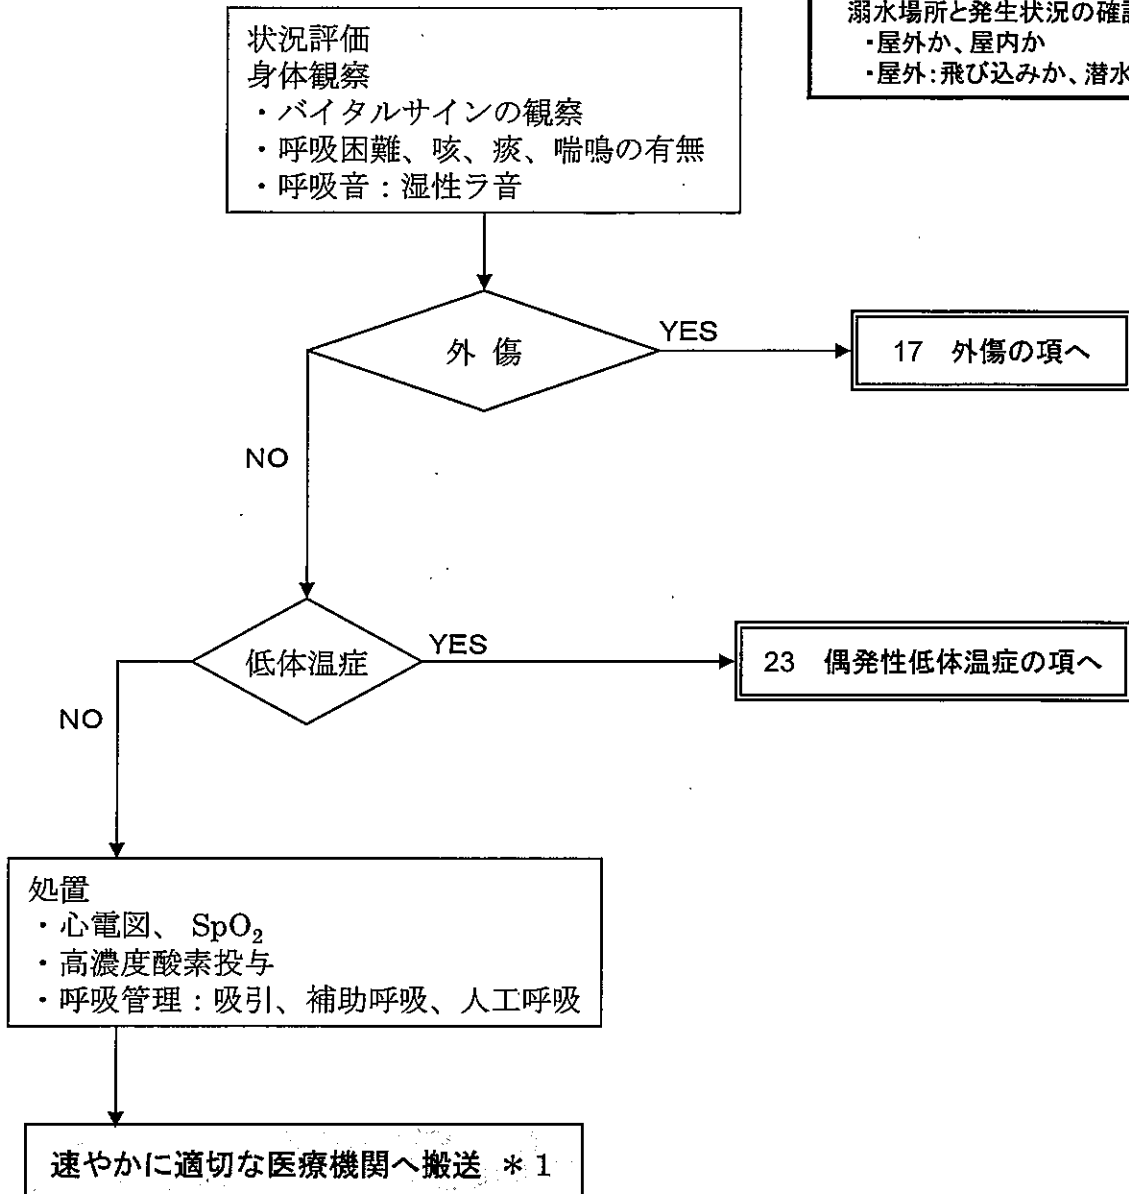 溺水場所と発生状況の確
・屋外か、屋内か
・屋外:飛び込みか、潜水
状況評価
身体観察
・バイタルサインの観察
・呼吸困難、咳、痰、喘鳴の有無
・呼吸音:湿性ラ音
外 傷
YES
17 外傷の項へ
NO
低体温症
YES
23 偶発性低体温症の項へ
NO
処置
・心電図、 SpO₂
・高濃度酸素投与
・呼吸管理:吸引、補助呼吸、人工呼吸
速やかに適切な医療機関へ搬送 *1